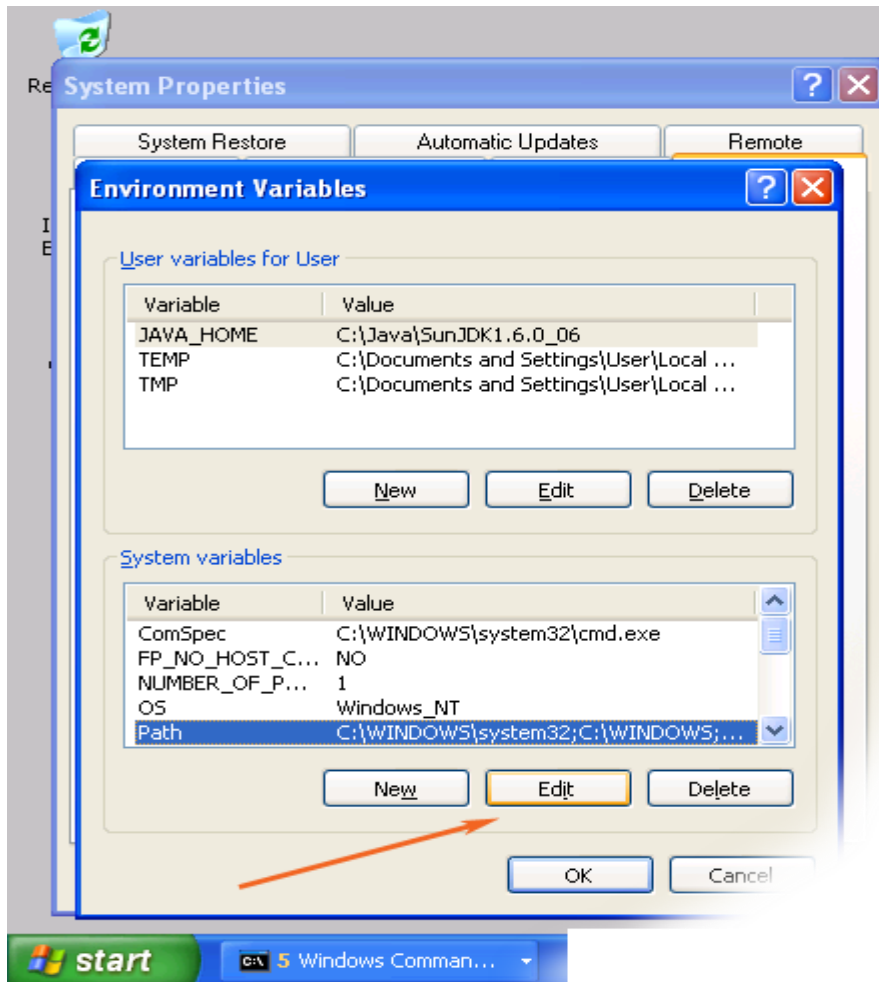 Re
System Properties
System Restore Automatic Updates Remote
Environment Variables
I
E
User variables for User
Variable Value
JAVA_HOME C:\Java\SunJDK1.6.0_06
TEMP C:\Documents and Settings\User\Local ...
TMP C:\Documents and Settings\User\Local ...
New Edit Delete
System variables
Variable Value
ComSpec C:\WINDOWS\system32\cmd.exe
FP_NO_HOST_C... NO
NUMBER_OF_P... 1
OS Windows_NT
Path C:\WINDOWS\system32;C:\WINDOWS;...
New Edit Delete
OK Cancel
start 5 Windows Comman...